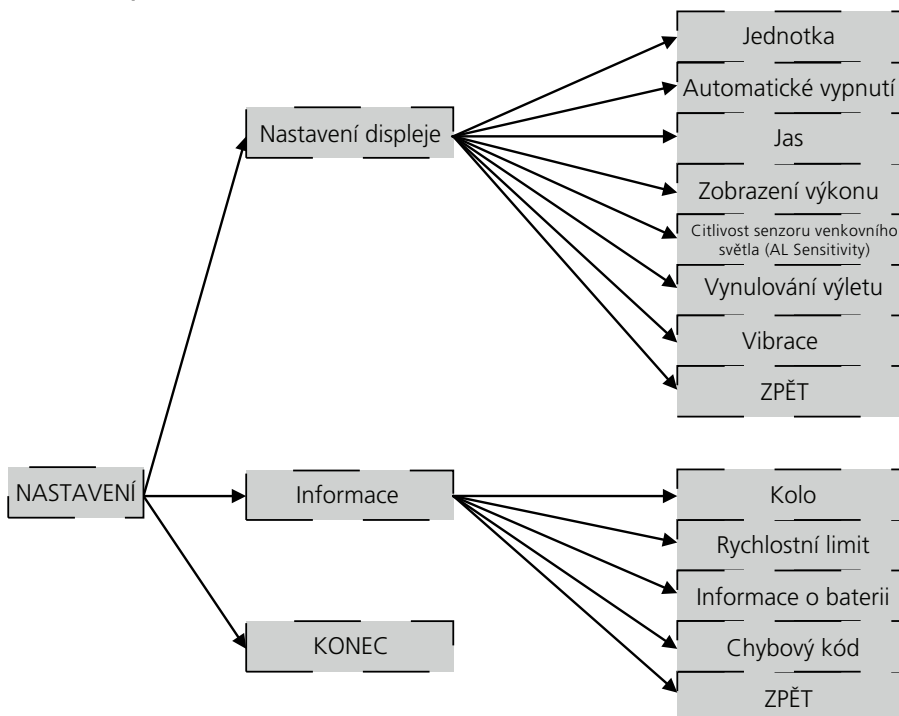 Jednotka
Automatické vypnutí
Nastavení displeje
Jas
Zobrazení výkonu
Citlivost senzoru venkovního
světla (AL Sensitivity)
Vynulování výletu
Vibrace
ZPĚT
NASTAVENÍ
Informace
Kolo
Rychlostní limit
Informace o baterii
KONEC
Chybový kód
ZPĚT